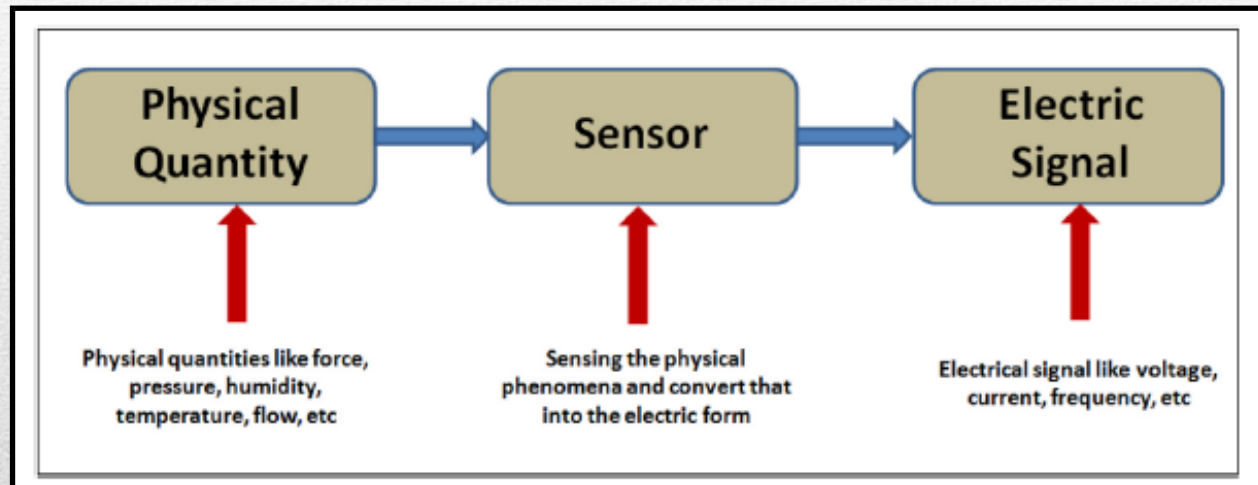 Physical
Quantity
Sensor
Electric
Signal
Physical quantities like force,
pressure, humidity,
temperature, flow, etc
Sensing the physical
phenomena and convert that
into the electric form
Electrical signal like voltage,
current, frequency, etc